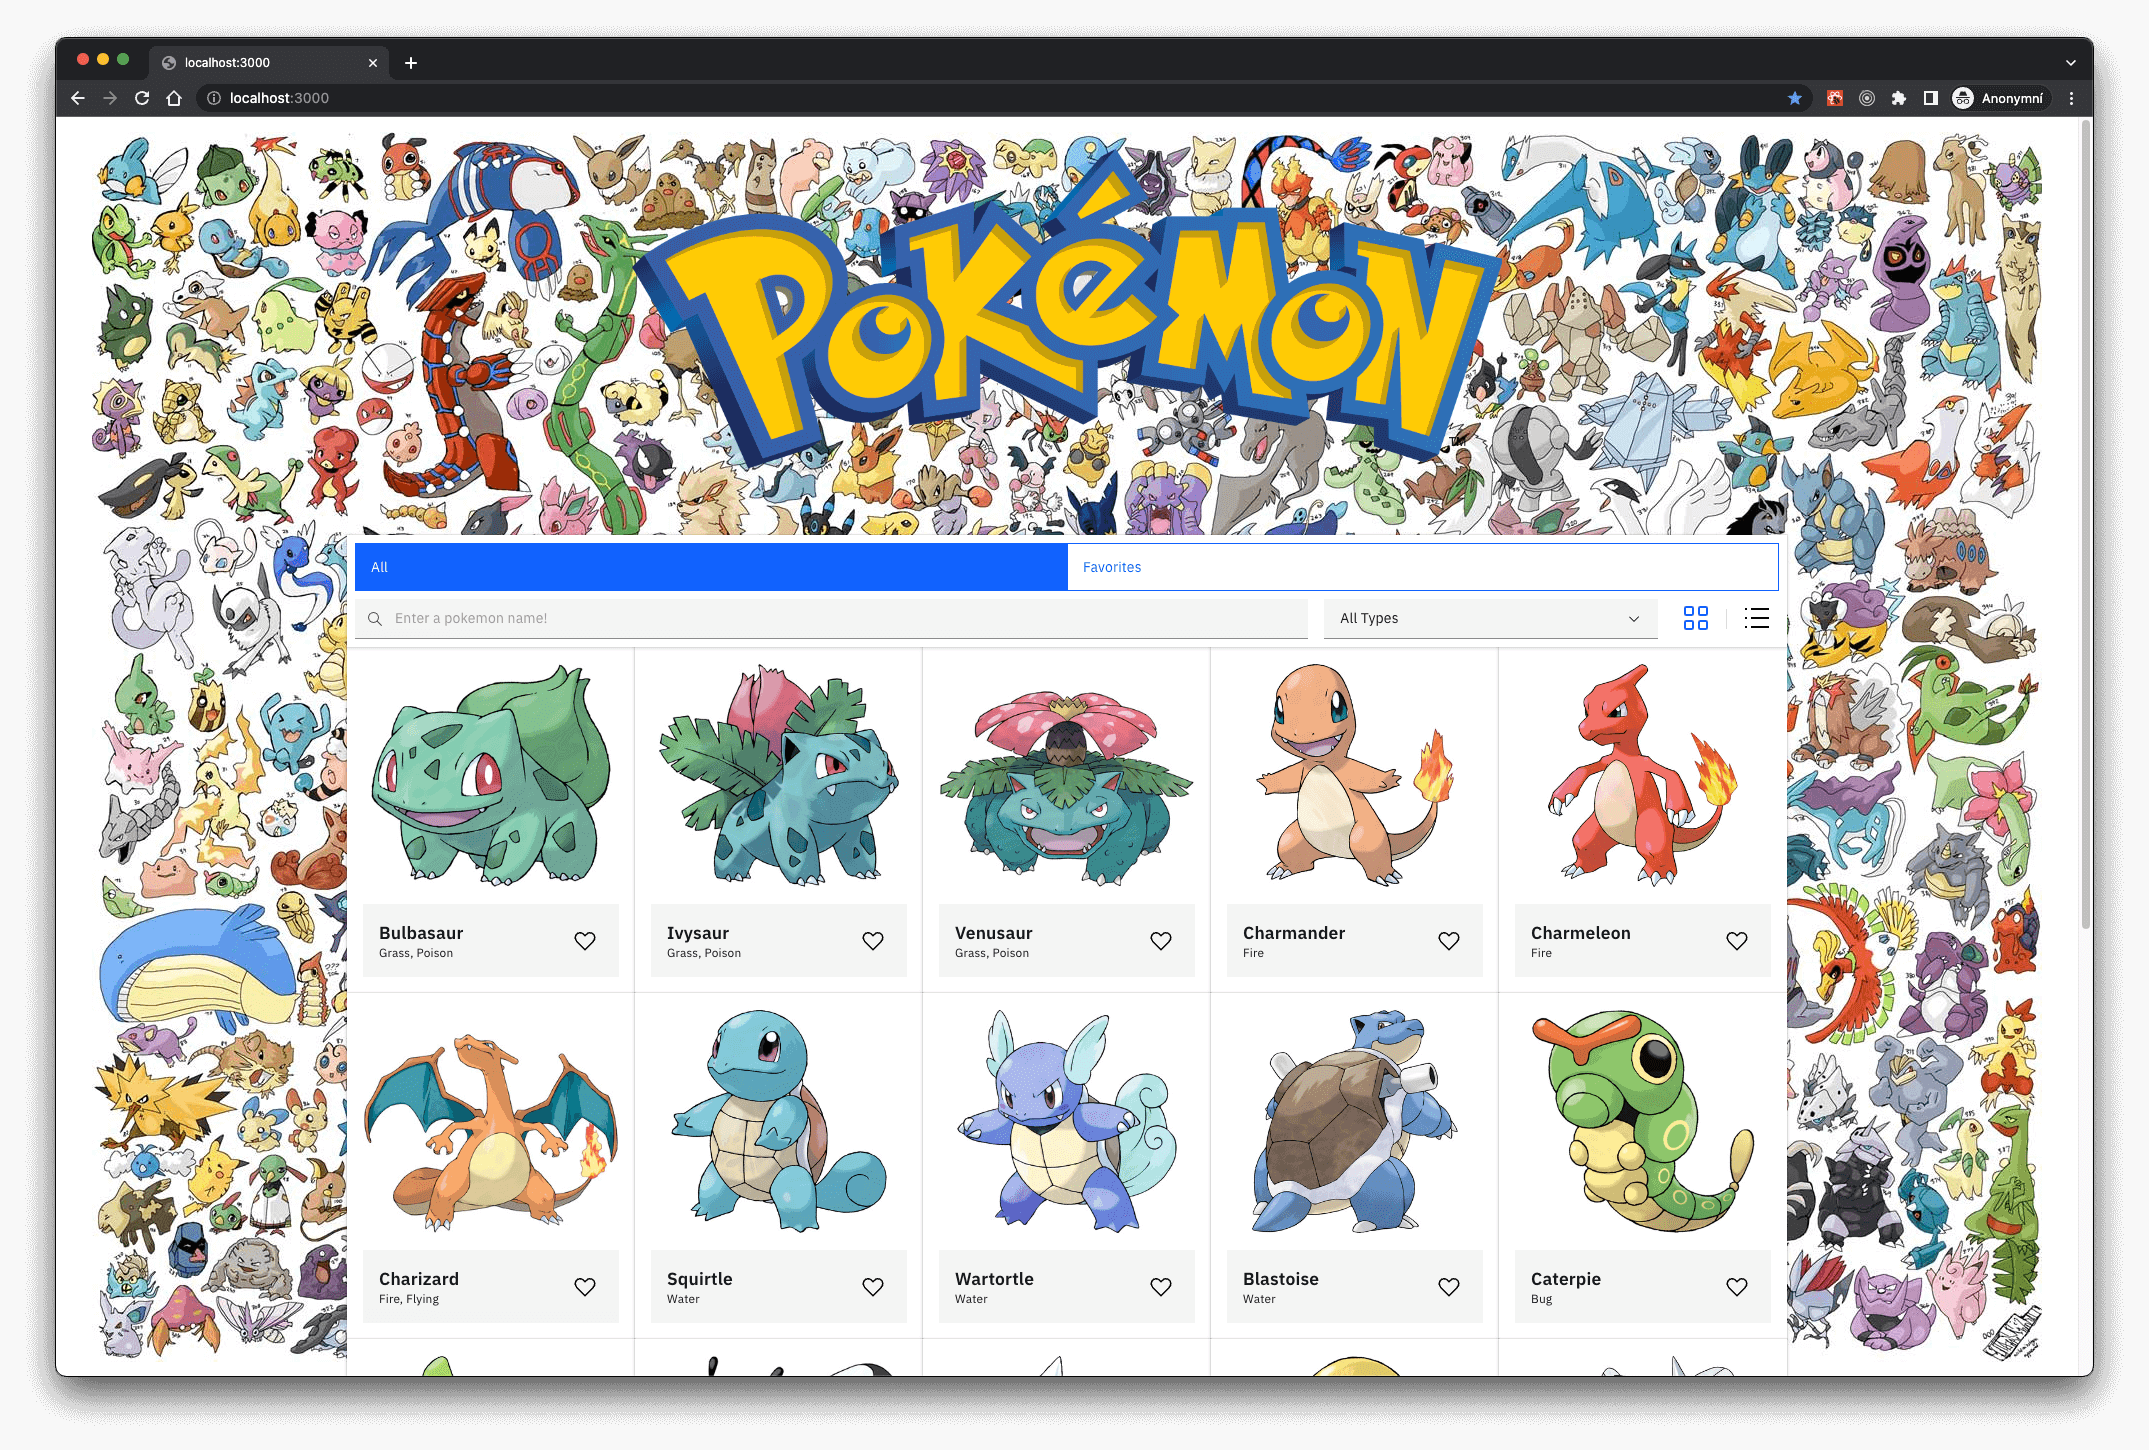 localhost:3000
localhost:3000
Anonymní
POKéMON
TM
All
Favorites
Enter a pokemon name!
All Types
Bulbasaur
Grass, Poison
Ivysaur
Grass, Poison
Venusaur
Grass, Poison
Charmander
Fire
Charmeleon
Fire
Charizard
Fire, Flying
Squirtle
Water
Wartortle
Water
Blastoise
Water
Caterpie
Bug